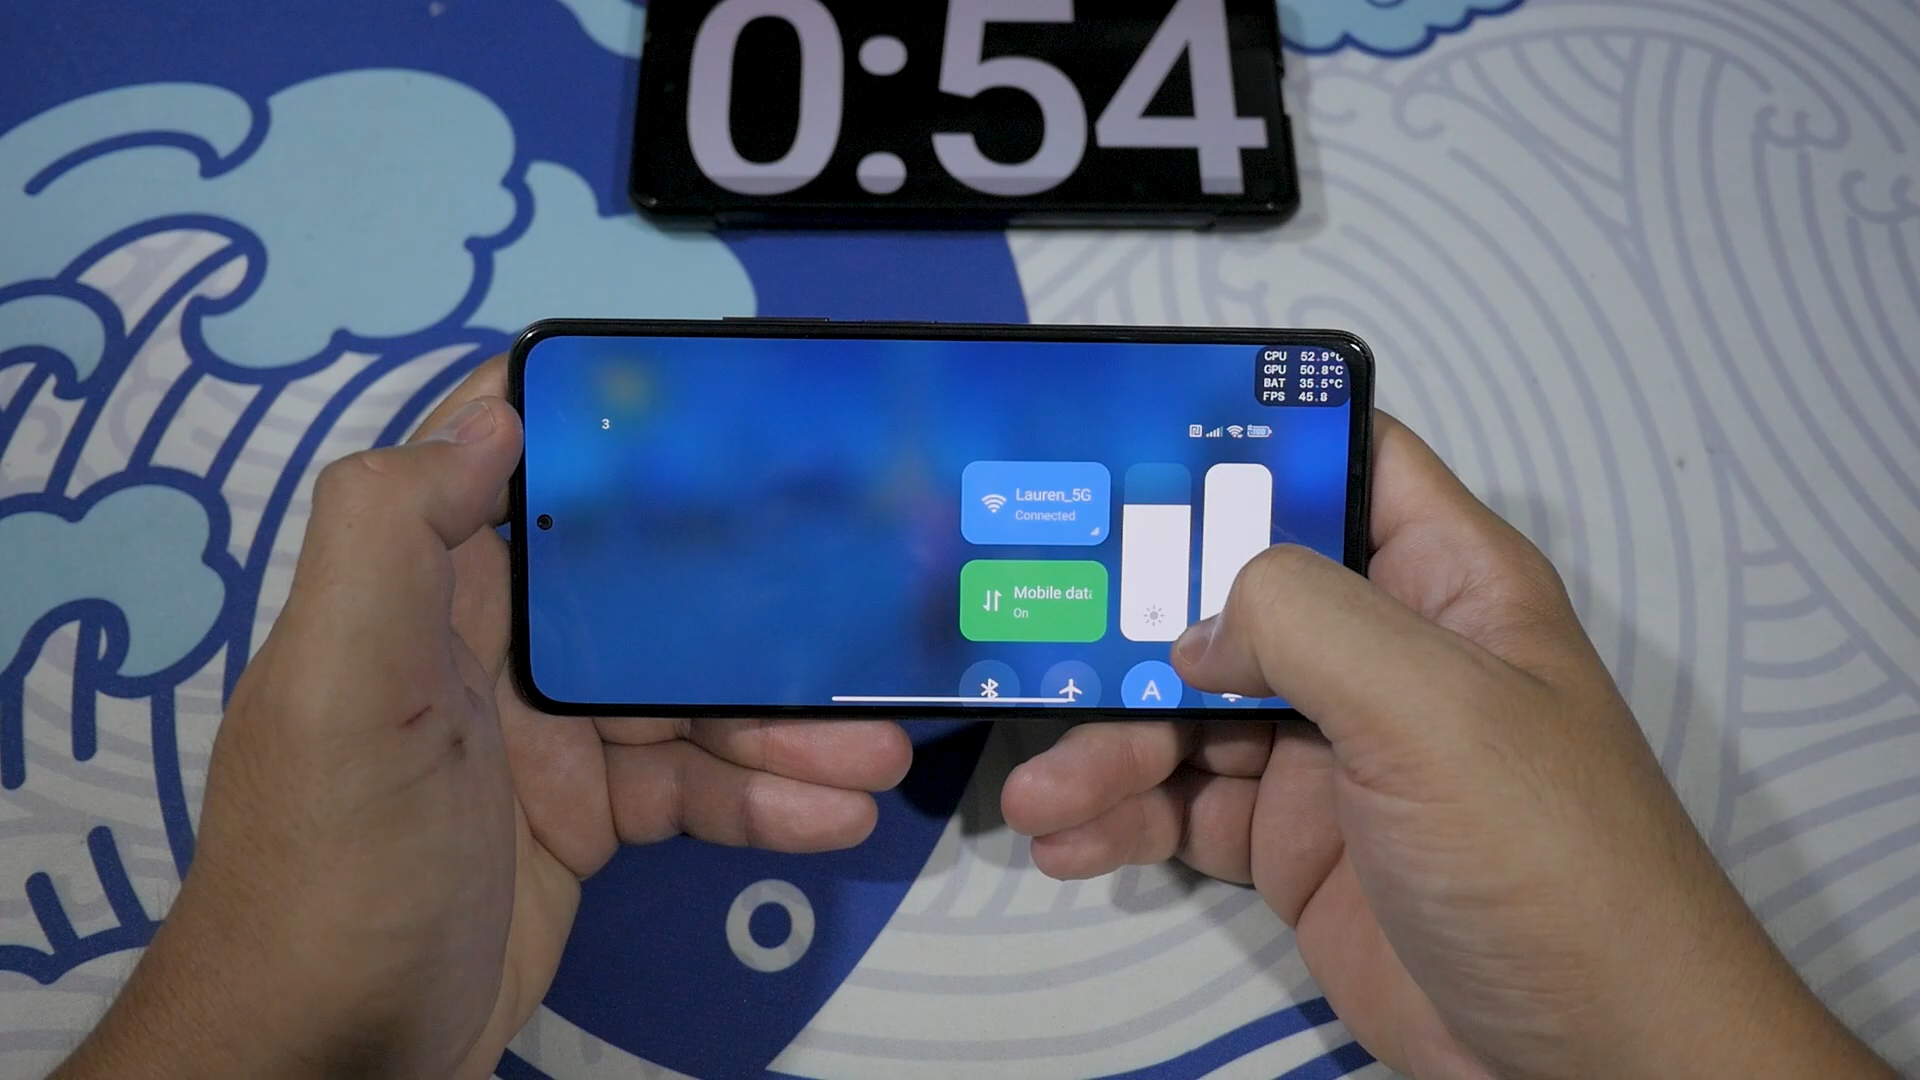 0:54
CPU 52.9°C
GPU 50.8°C
BAT 35.5°C
FPS 45.8
3
Lauren_5G
Connected
Mobile data
On
A